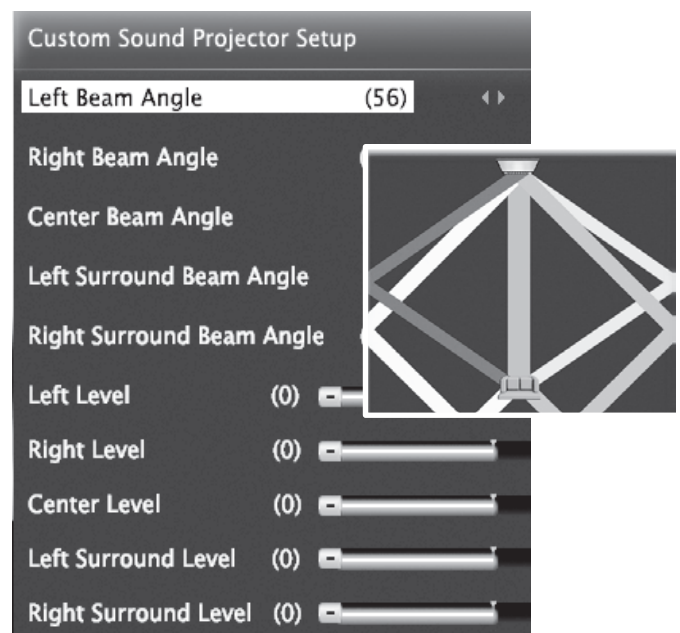 Custom Sound Projector Setup
Left Beam Angle (56)
Right Beam Angle
Center Beam Angle
Left Surround Beam Angle
Right Surround Beam Angle
Left Level (0)
Right Level (0)
Center Level (0)
Left Surround Level (0)
Right Surround Level (0)